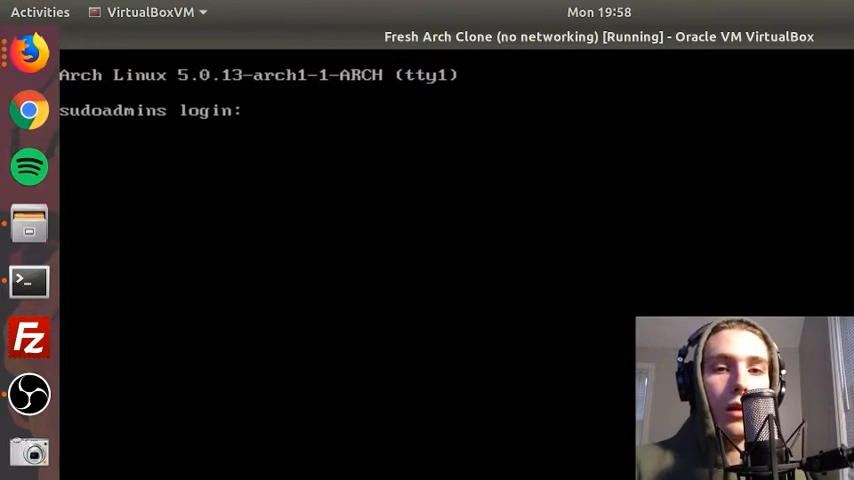 Activities
VirtualBoxVM
Mon 19:58
Fresh Arch Clone (no networking) [Running] - Oracle VM VirtualBox
Arch Linux 5.0.13-arch1-1-ARCH (tty1)
sudoadmins login:
>_
Fz